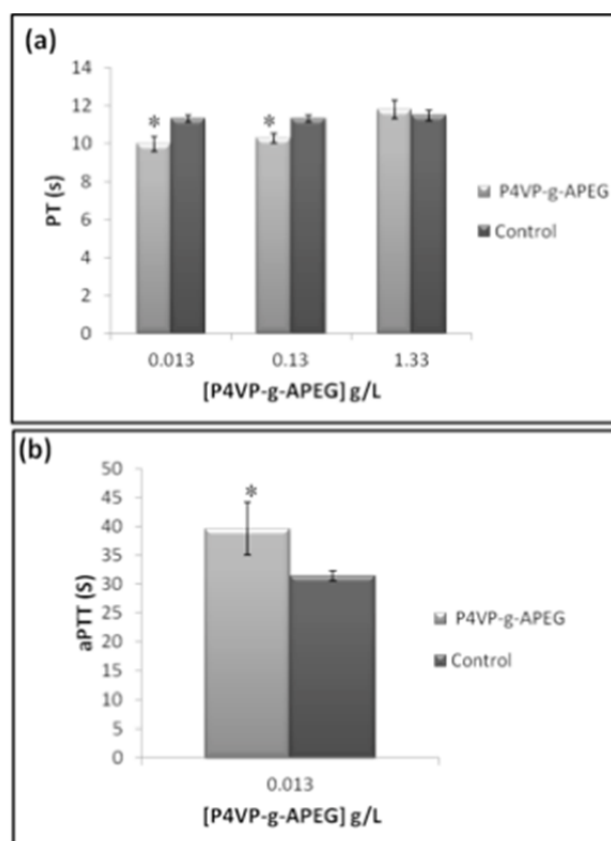 (a)
14
12
10
8
6
4
2
0
PT (s)
* *
0.013 0.13 1.33
[P4VP-g-APEG] g/L
P4VP-g-APEG
Control
(b)
50
45
40
35
30
25
20
15
10
5
0
aPTT (S)
*
0.013
[P4VP-g-APEG] g/L
P4VP-g-APEG
Control